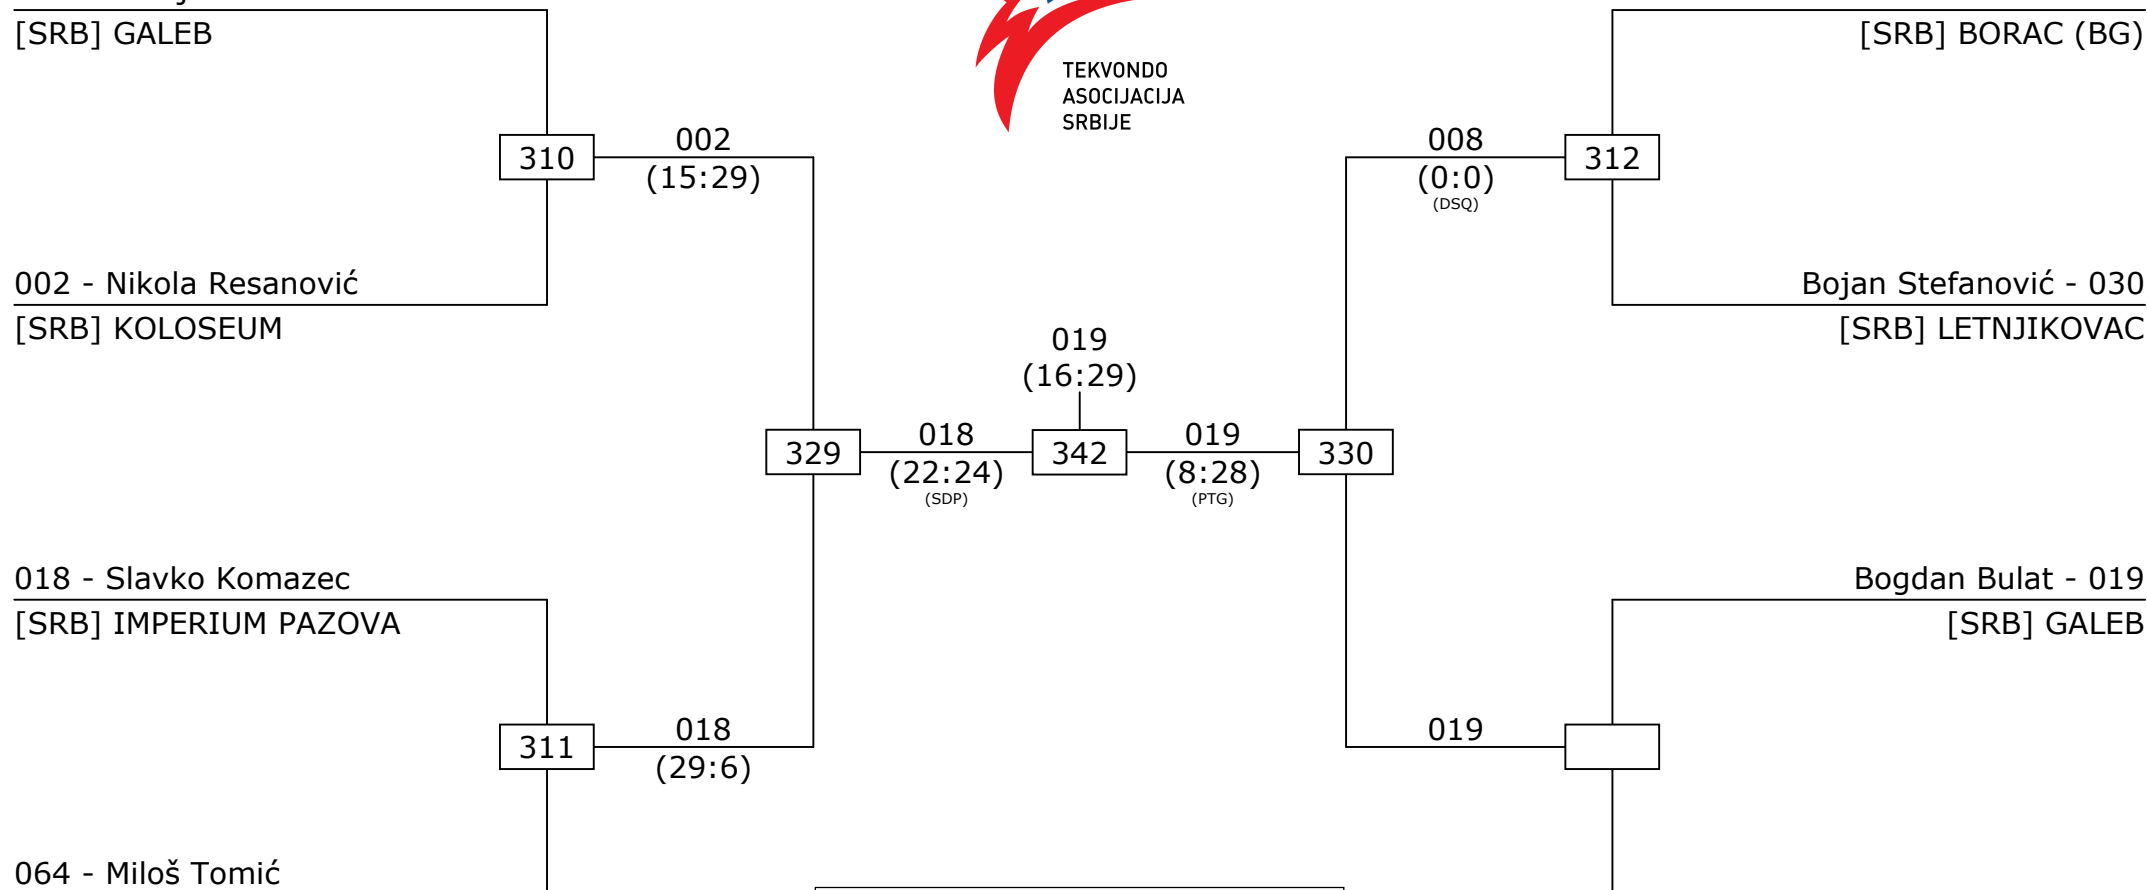 [SRB] GALEB
[SRB] BORAC (BG)
TEKVONDO
ASOCIJACIJA
SRBIJE
310
002
(15:29)
008
(0:0)
(DSQ)
312
002 - Nikola Resanović
[SRB] KOLOSEUM
Bojan Stefanović - 030
[SRB] LETNJIKOVAC
019
(16:29)
329
018
(22:24)
(SDP)
342
019
(8:28)
(PTG)
330
018 - Slavko Komazec
[SRB] IMPERIUM PAZOVA
Bogdan Bulat - 019
[SRB] GALEB
311
018
(29:6)
019
064 - Miloš Tomić